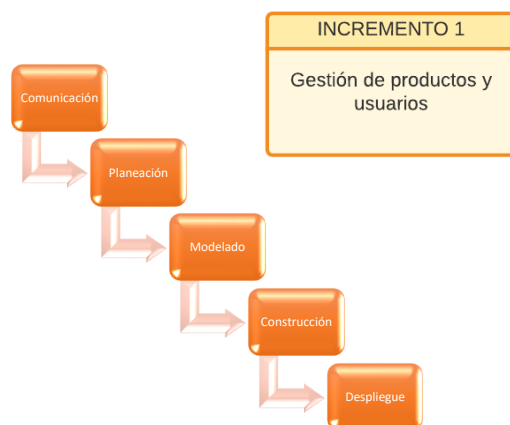 INCREMENTO 1
Gestión de productos y
usuarios
Comunicación
Planeación
Modelado
Construcción
Despliegue